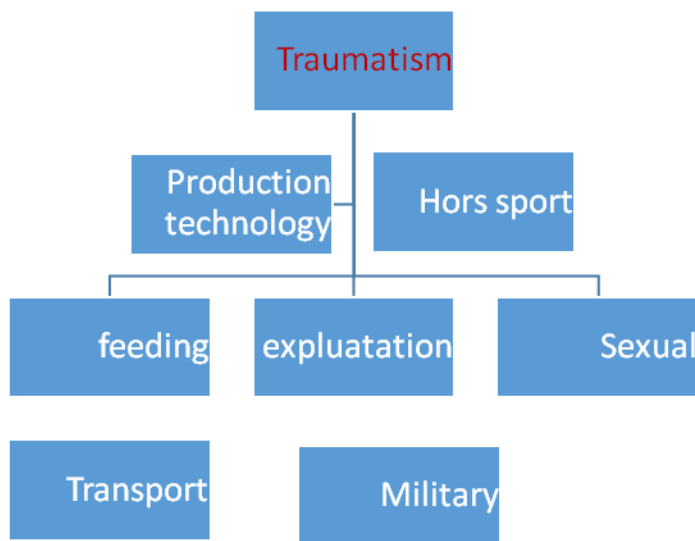 Traumatism
Production
technology
Hors sport
feeding
expluatation
Sexual
Transport
Military